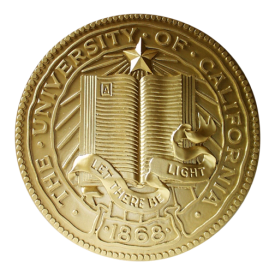 · THE · UNIVERSITY · OF · CALIFORNIA ·
A
LET THERE BE LIGHT
· 1868 ·